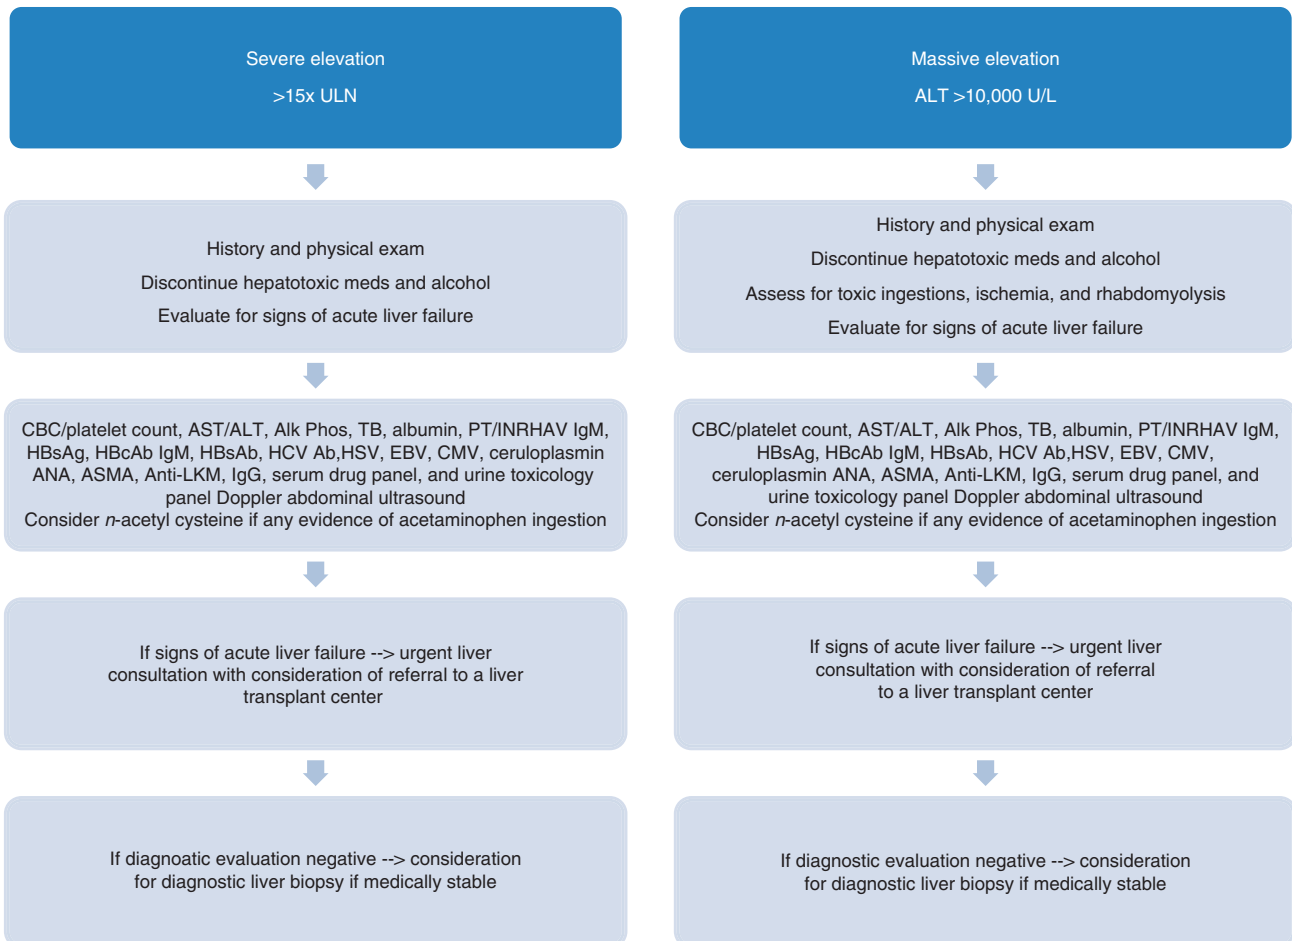 Severe elevation
>15x ULN
History and physical exam
Discontinue hepatotoxic meds and alcohol
Evaluate for signs of acute liver failure
CBC/platelet count, AST/ALT, Alk Phos, TB, albumin, PT/INRHAV IgM,
HBsAg, HBcAb IgM, HBsAb, HCV Ab,HSV, EBV, CMV, ceruloplasmin
ANA, ASMA, Anti-LKM, IgG, serum drug panel, and urine toxicology
panel Doppler abdominal ultrasound
Consider n-acetyl cysteine if any evidence of acetaminophen ingestion
If signs of acute liver failure --> urgent liver
consultation with consideration of referral to a liver
transplant center
If diagnoatic evaluation negative --> consideration
for diagnostic liver biopsy if medically stable
Massive elevation
ALT >10,000 U/L
History and physical exam
Discontinue hepatotoxic meds and alcohol
Assess for toxic ingestions, ischemia, and rhabdomyolysis
Evaluate for signs of acute liver failure
CBC/platelet count, AST/ALT, Alk Phos, TB, albumin, PT/INRHAV IgM,
HBsAg, HBcAb IgM, HBsAb, HCV Ab,HSV, EBV, CMV,
ceruloplasmin ANA, ASMA, Anti-LKM, IgG, serum drug panel, and
urine toxicology panel Doppler abdominal ultrasound
Consider n-acetyl cysteine if any evidence of acetaminophen ingestion
If signs of acute liver failure --> urgent liver
consultation with consideration of referral
to a liver transplant center
If diagnostic evaluation negative --> consideration
for diagnostic liver biopsy if medically stable